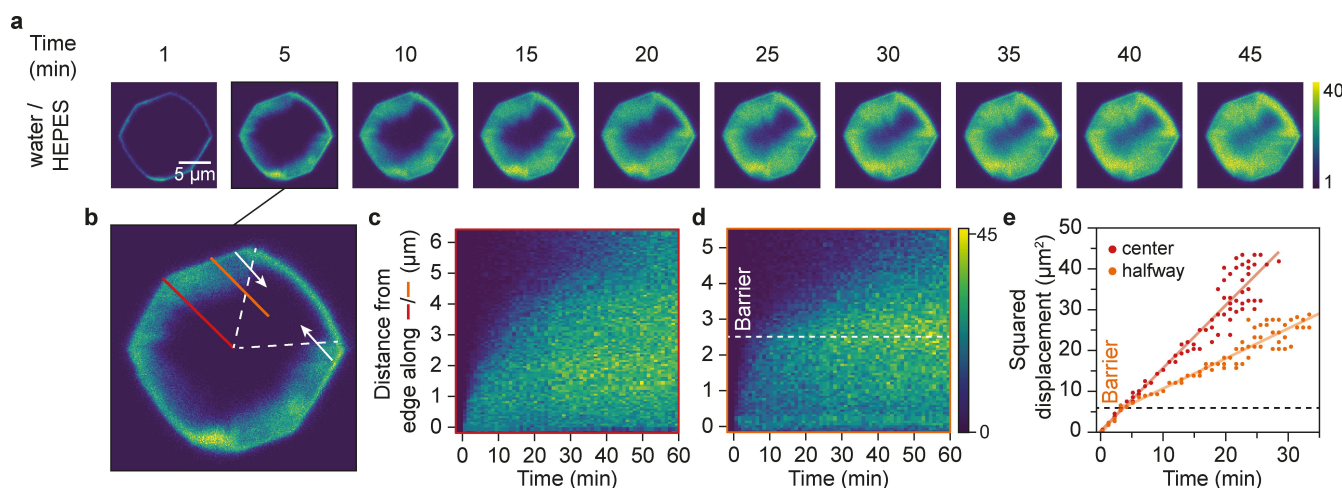 a
Time
(min)
1 5 10 15 20 25 30 35 40 45
water /
HEPES
5 µm
40
1
b
c
Distance from
edge along –/– (µm)
6
5
4
3
2
1
0
0 10 20 30 40 50 60
Time (min)
d
Barrier
5
4
3
2
1
0
0 10 20 30 40 50 60
Time (min)
45
0
e
Squared
displacement (µm²)
50
40
30
20
10
0
center
halfway
Barrier
0 10 20 30
Time (min)